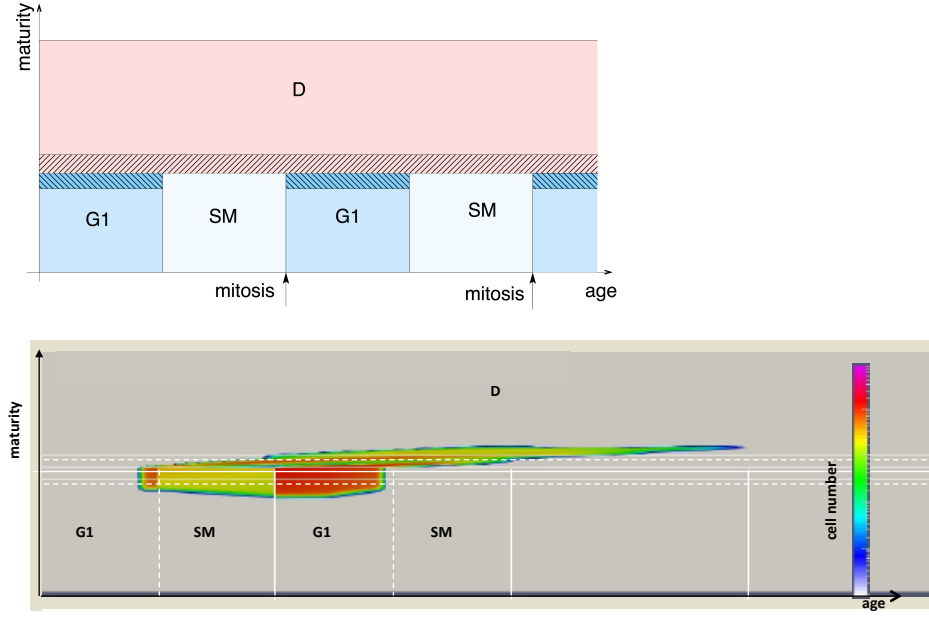 maturity
D
G1
SM
G1
SM
mitosis
mitosis
age
maturity
D
cell number
G1
SM
G1
SM
age